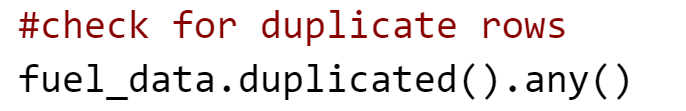 #check for duplicate rows
fuel_data.duplicated().any()